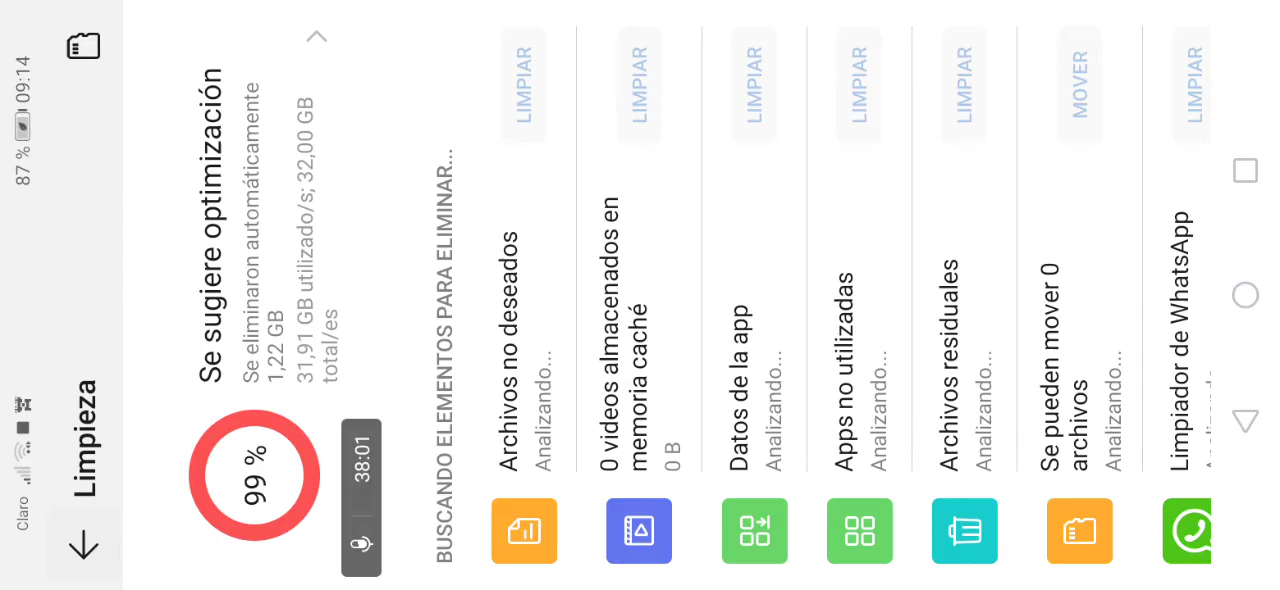 Claro
87 %
09:14
Limpieza
99 %
Se sugiere optimización
Se eliminaron automáticamente
1,22 GB
31,91 GB utilizado/s; 32,00 GB
total/es
38:01
BUSCANDO ELEMENTOS PARA ELIMINAR...
Archivos no deseados
Analizando...
LIMPIAR
0 videos almacenados en
memoria caché
0 B
LIMPIAR
Datos de la app
Analizando...
LIMPIAR
Apps no utilizadas
Analizando...
LIMPIAR
Archivos residuales
Analizando...
LIMPIAR
Se pueden mover 0
archivos
Analizando...
MOVER
Limpiador de WhatsApp
LIMPIAR